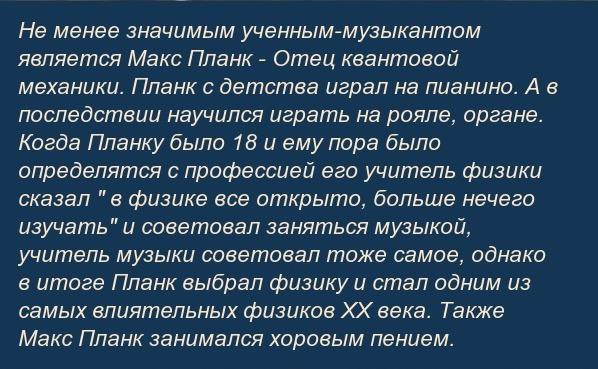 Не менее значимым ученным-музыкантом
является Макс Планк - Отец квантовой
механики. Планк с детства играл на пианино. А в
последствии научился играть на рояле, органе.
Когда Планку было 18 и ему пора было
определятся с профессией его учитель физики
сказал " в физике все открыто, больше нечего
изучать" и советовал заняться музыкой,
учитель музыки советовал тоже самое, однако
в итоге Планк выбрал физику и стал одним из
самых влиятельных физиков XX века. Также
Макс Планк занимался хоровым пением.